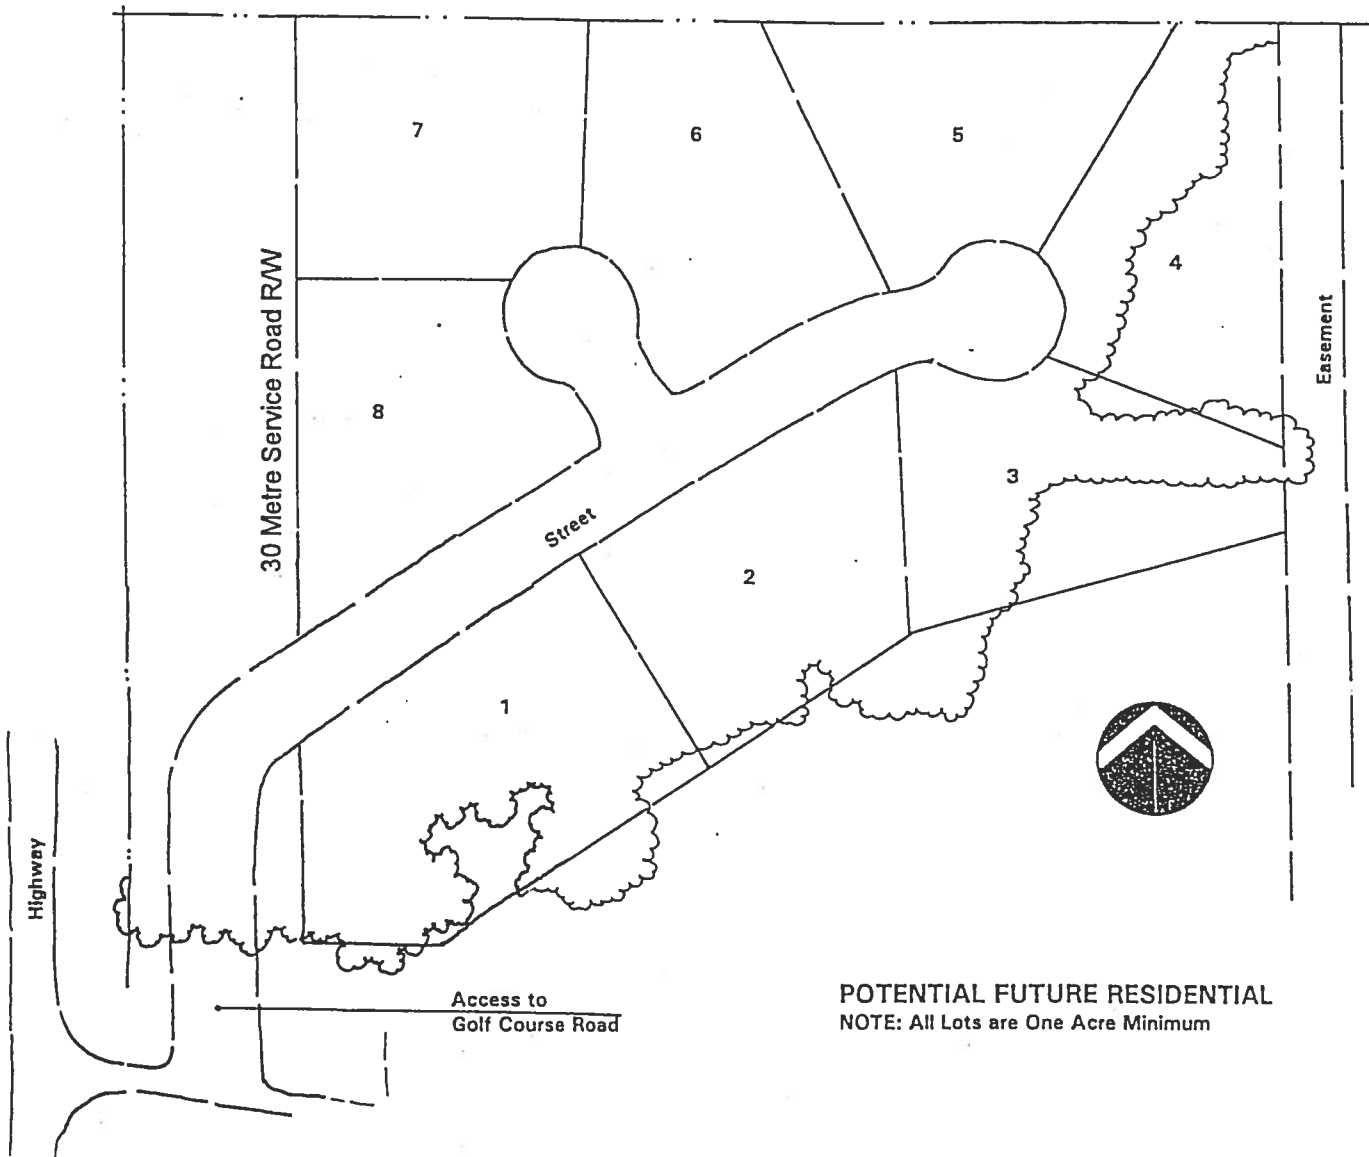 7
6
5
4
30 Metre Service Road R/W
Easement
8
3
Street
2
1
Highway
Access to
Golf Course Road
POTENTIAL FUTURE RESIDENTIAL
NOTE: All Lots are One Acre Minimum